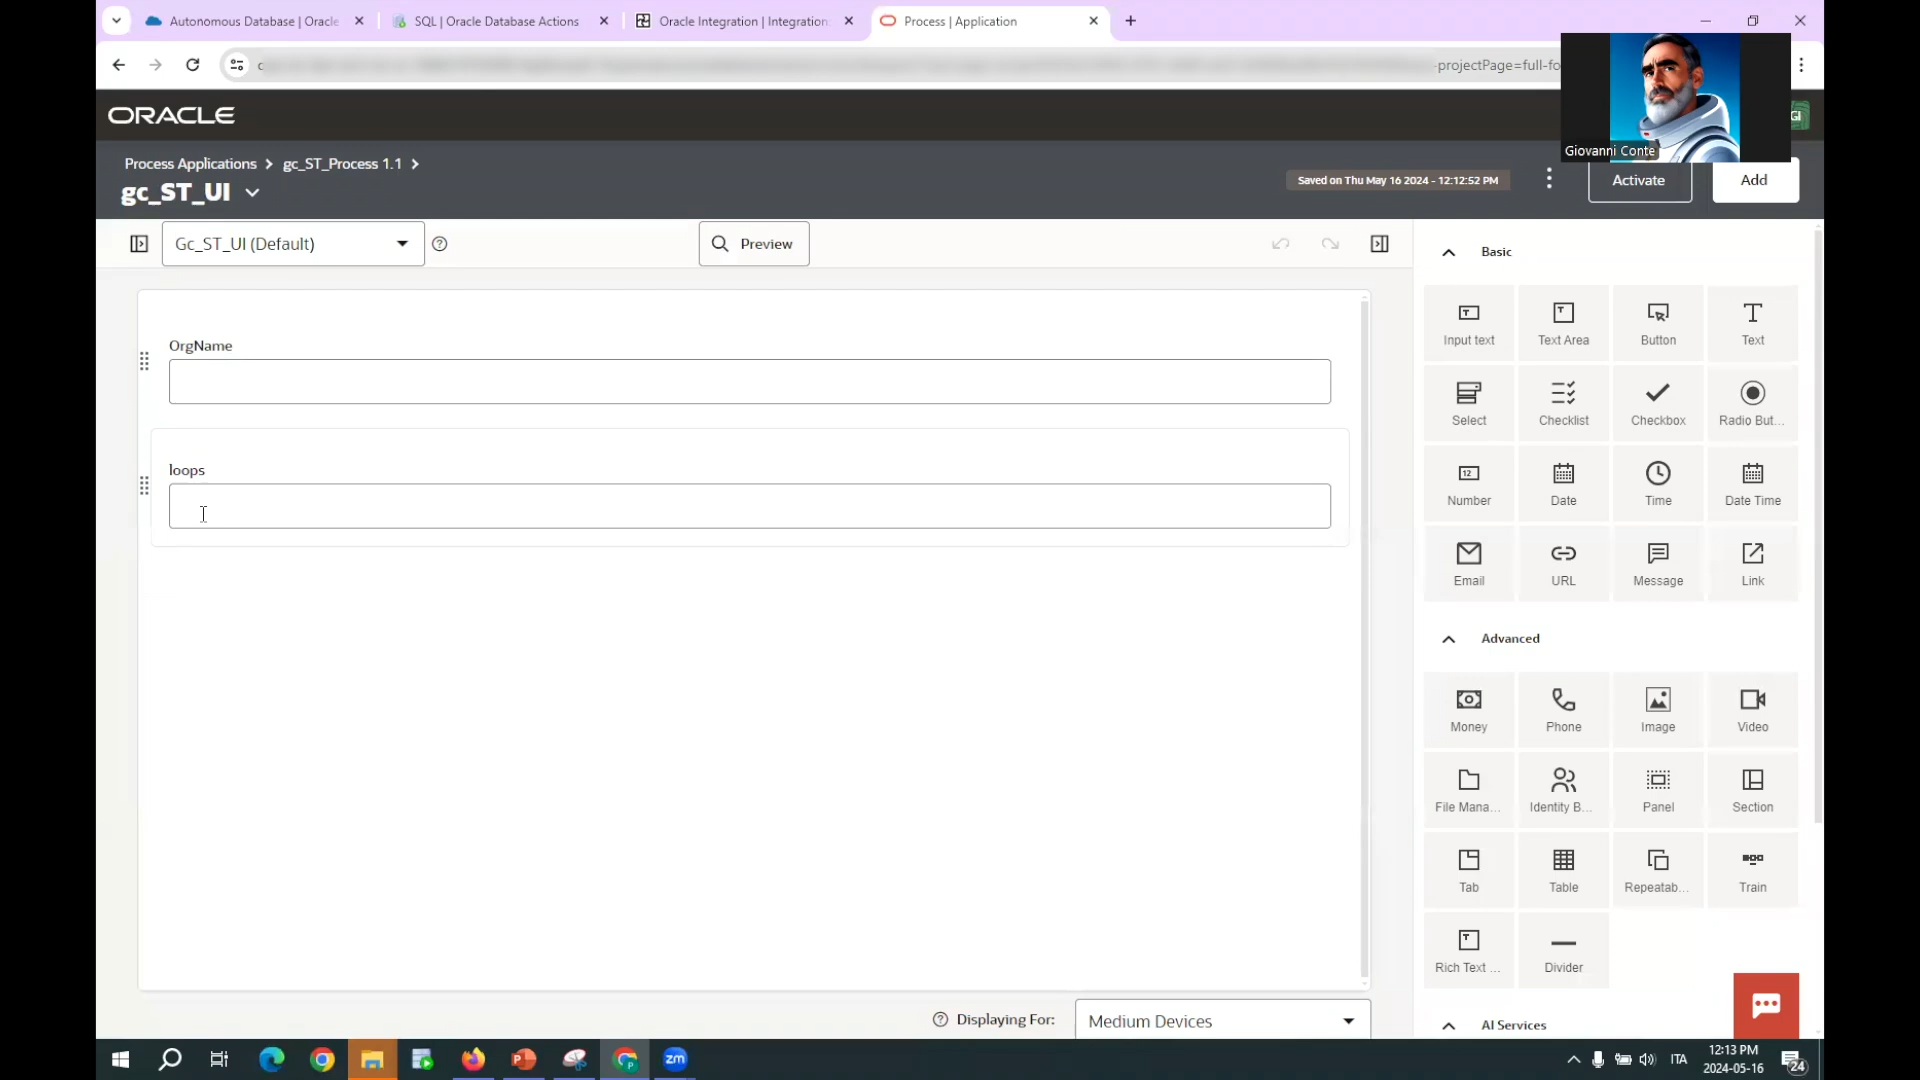 Autonomous Database | Oracle
SQL | Oracle Database Actions
Oracle Integration | Integration
Process | Application
-projectPage=full-fo
ORACLE
GI
Giovanni Conte
Process Applications > gc_ST_Process 1.1 >
gc_ST_UI
Saved on Thu May 16 2024 - 12:12:52 PM
Activate
Add
Gc_ST_UI (Default)
Preview
OrgName
loops
Displaying For:
Medium Devices
Basic
Input text
Text Area
Button
Text
Select
Checklist
Checkbox
Radio But...
Number
Date
Time
Date Time
Email
URL
Message
Link
Advanced
Money
Phone
Image
Video
File Mana...
Identity B...
Panel
Section
Tab
Table
Repeatab...
Train
Rich Text ...
Divider
AI Services
zm
ITA
12:13 PM
2024-05-16
24